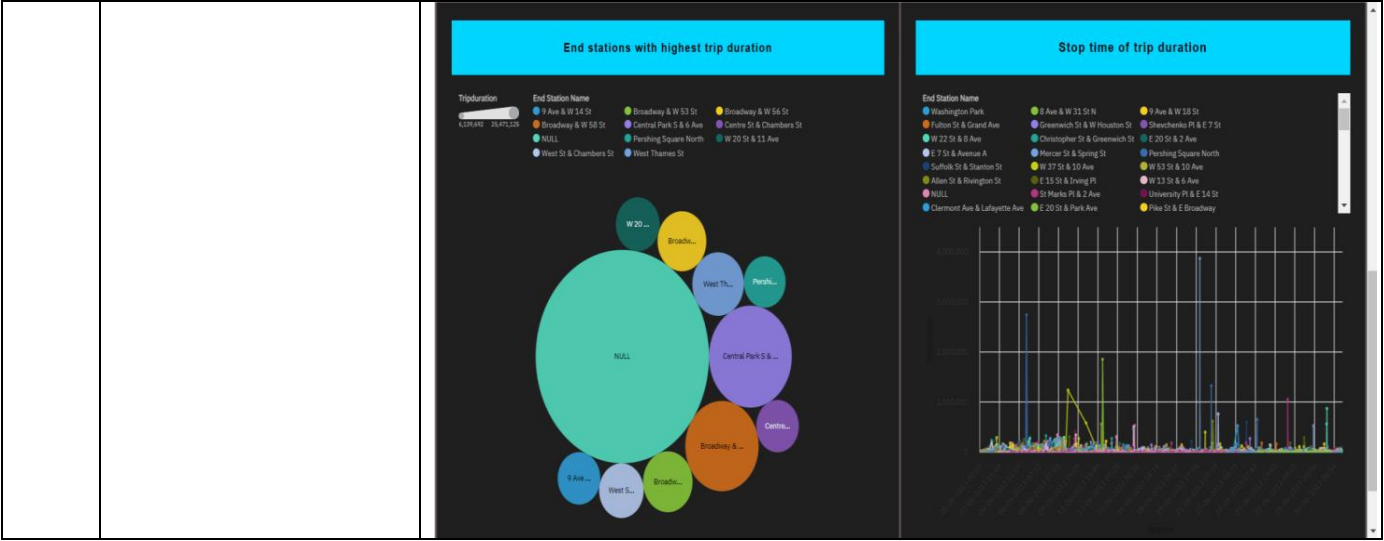 End stations with highest trip duration
Tripduration
6,139,692 25,471,125
End Station Name
9 Ave & W 14 St Broadway & W 53 St Broadway & W 56 St
Broadway & W 58 St Central Park S & 6 Ave Centre St & Chambers St
NULL Pershing Square North W 20 St & 11 Ave
West St & Chambers St West Thames St
W 20 ...
Broadw...
West Th...
Pershi...
NULL
Central Park S & ...
Centre...
Broadway & ...
9 Ave ...
West S...
Broadw...
Stop time of trip duration
End Station Name
Washington Park 8 Ave & W 31 St N 9 Ave & W 18 St
Fulton St & Grand Ave Greenwich St & W Houston St Shevchenko Pl & E 7 St
W 22 St & 8 Ave Christopher St & Greenwich St E 20 St & 2 Ave
E 7 St & Avenue A Mercer St & Spring St Pershing Square North
Suffolk St & Stanton St W 37 St & 10 Ave W 53 St & 10 Ave
Allen St & Rivington St E 15 St & Irving Pl W 13 St & 6 Ave
NULL St Marks Pl & 2 Ave University Pl & E 14 St
Clermont Ave & Lafayette Ave E 20 St & Park Ave Pike St & E Broadway